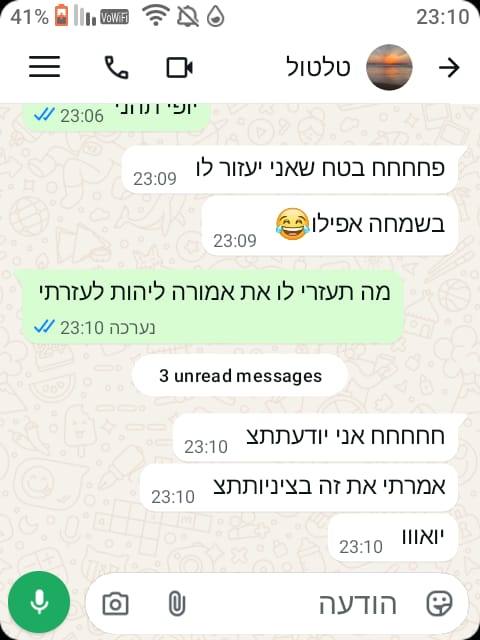 41% VoWiFi 23:10
טלטול
יופי תהני 23:06
פחחחח בטח שאני יעזור לו 23:09
בשמחה אפילו😂 23:09
מה תעזרי לו את אמורה ליהות לעזרתי
נערכה 23:10
3 unread messages
חחחחח אני יודעתתצ 23:10
אמרתי את זה בציניותתצ 23:10
יואווו 23:10
הודעה